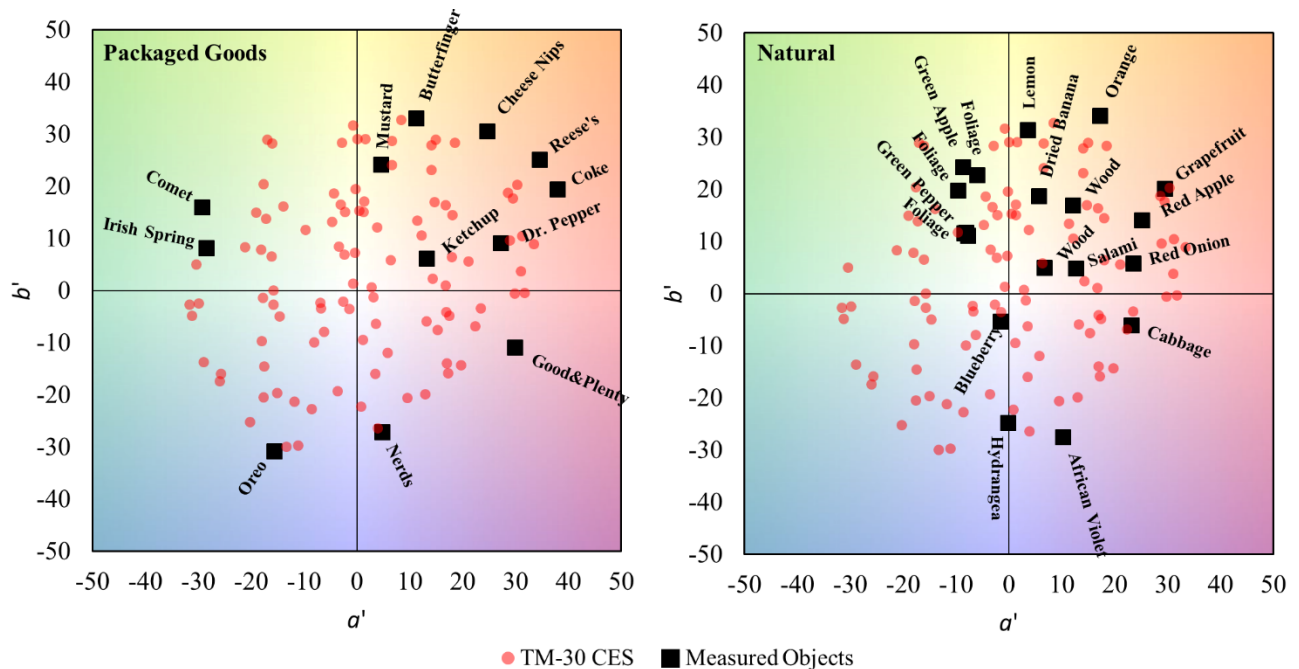 Packaged Goods
Butterfinger
Mustard
Cheese Nips
Reese's
Coke
Comet
Irish Spring
Ketchup
Dr. Pepper
Good&Plenty
Oreo
Nerds
50
40
30
20
10
0
-10
-20
-30
-40
-50
b'
-50 -40 -30 -20 -10 0 10 20 30 40 50
a'
Natural
Green Apple
Foliage
Lemon
Dried Banana
Orange
Foliage
Green Pepper
Foliage
Wood
Grapefruit
Red Apple
Wood
Salami
Red Onion
Blueberry
Cabbage
Hydrangea
African Violet
50
40
30
20
10
0
-10
-20
-30
-40
-50
b'
-50 -40 -30 -20 -10 0 10 20 30 40 50
a'
TM-30 CES Measured Objects